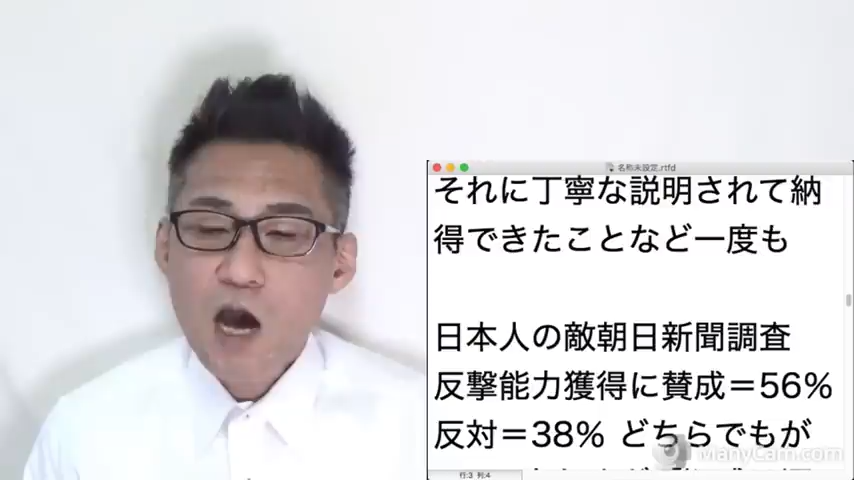 名称未設定.rtfd
それに丁寧な説明されて納
得できたことなど一度も
日本人の敵朝日新聞調査
反撃能力獲得に賛成＝56%
反対＝38% どちらでもが
ManyCam.com
行:3 列:4